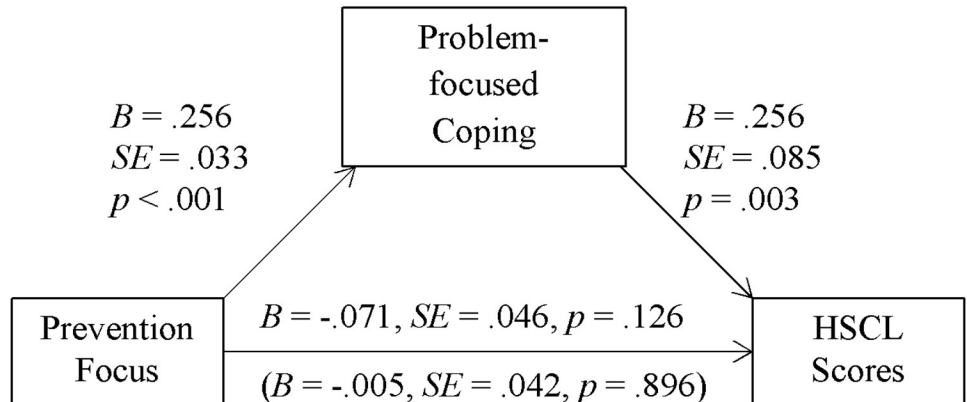 Problem-
focused
Coping
B = .256
SE = .033
p < .001
B = .256
SE = .085
p = .003
Prevention
Focus
B = -.071, SE = .046, p = .126
(B = -.005, SE = .042, p = .896)
HSCL
Scores